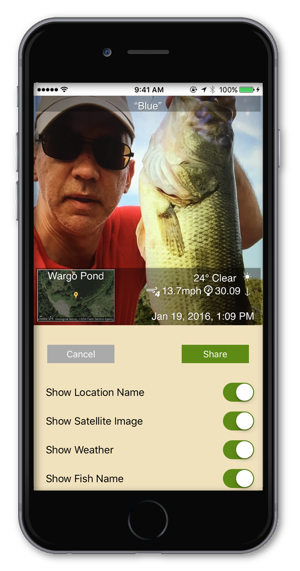 9:41 AM 100%
“Blue”
Wargo Pond
24° Clear
13.7mph 30.09
Jan 19, 2016, 1:09 PM
Cancel Share
Show Location Name
Show Satellite Image
Show Weather
Show Fish Name